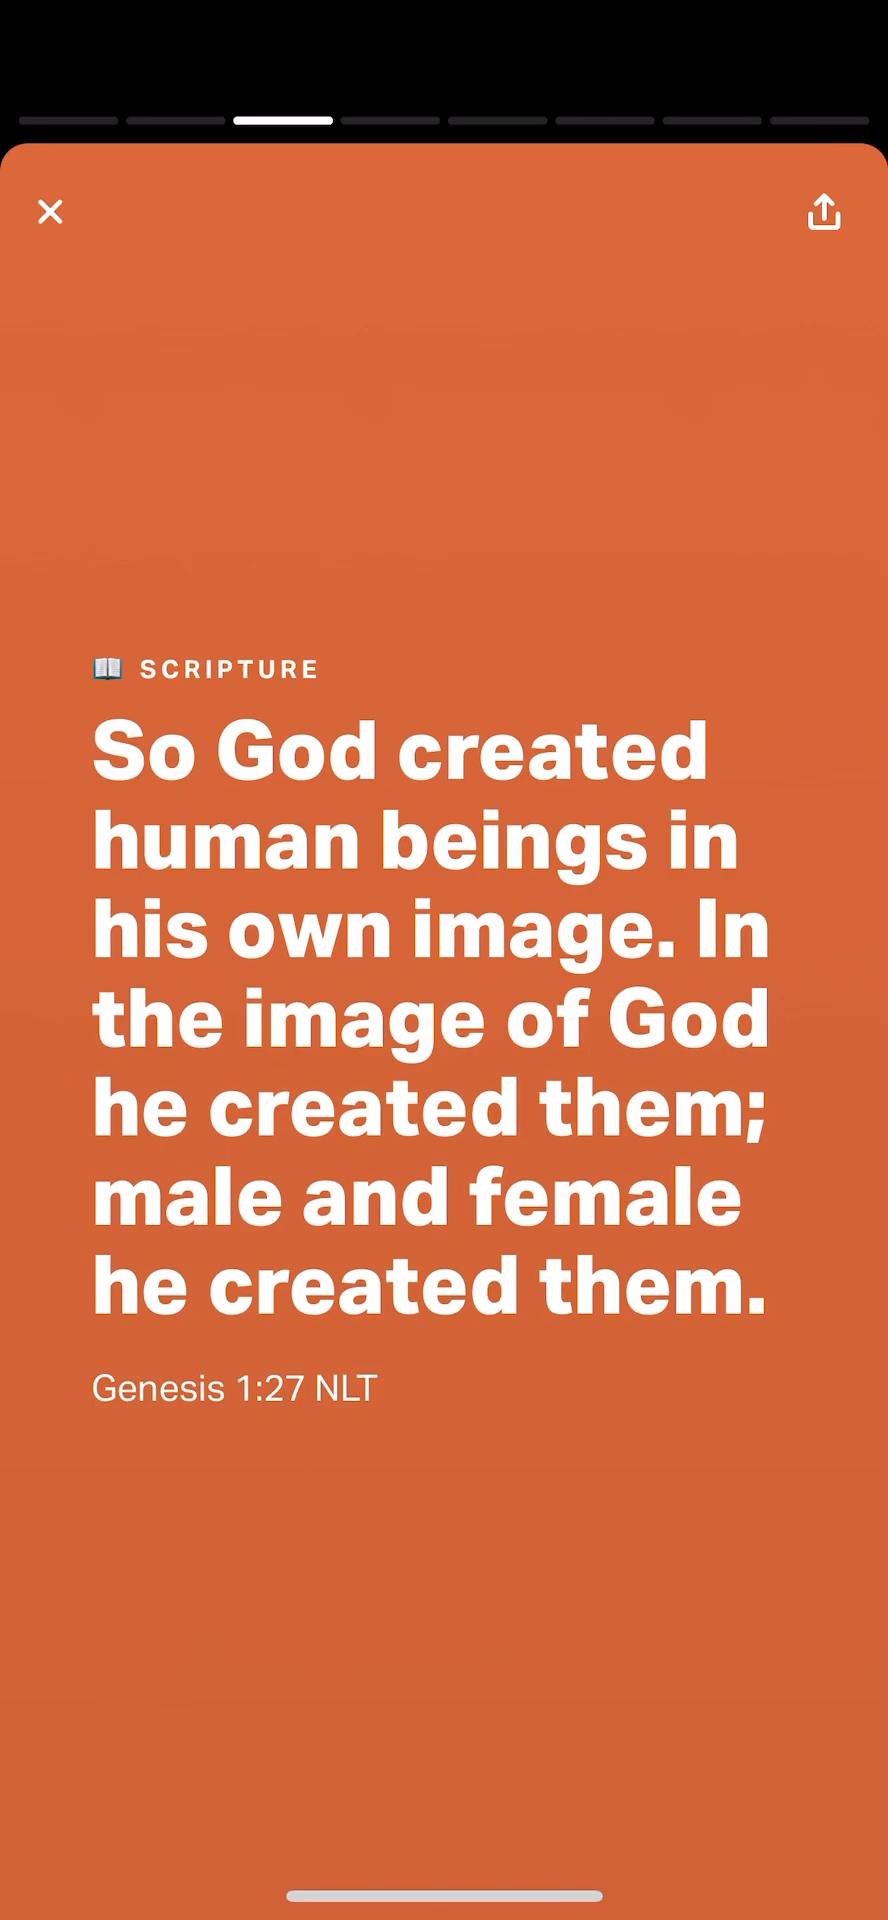 📖 SCRIPTURE
So God created
human beings in
his own image. In
the image of God
he created them;
male and female
he created them.
Genesis 1:27 NLT